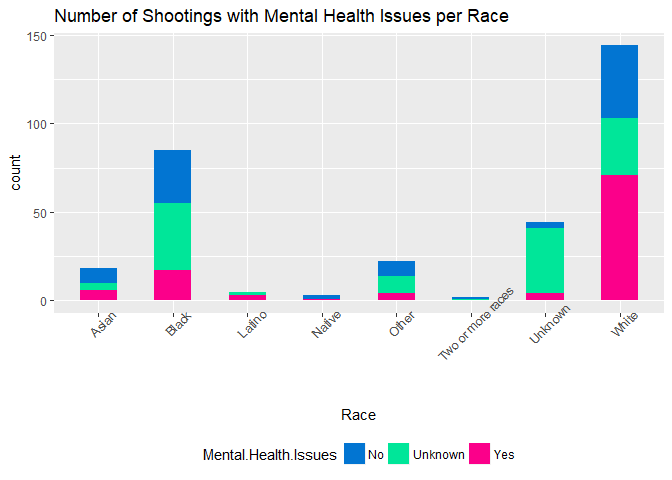 Number of Shootings with Mental Health Issues per Race
150
100
50
0
count
Asian
Black
Latino
Native
Other
Two or more races
Unknown
White
Race
Mental.Health.Issues No Unknown Yes